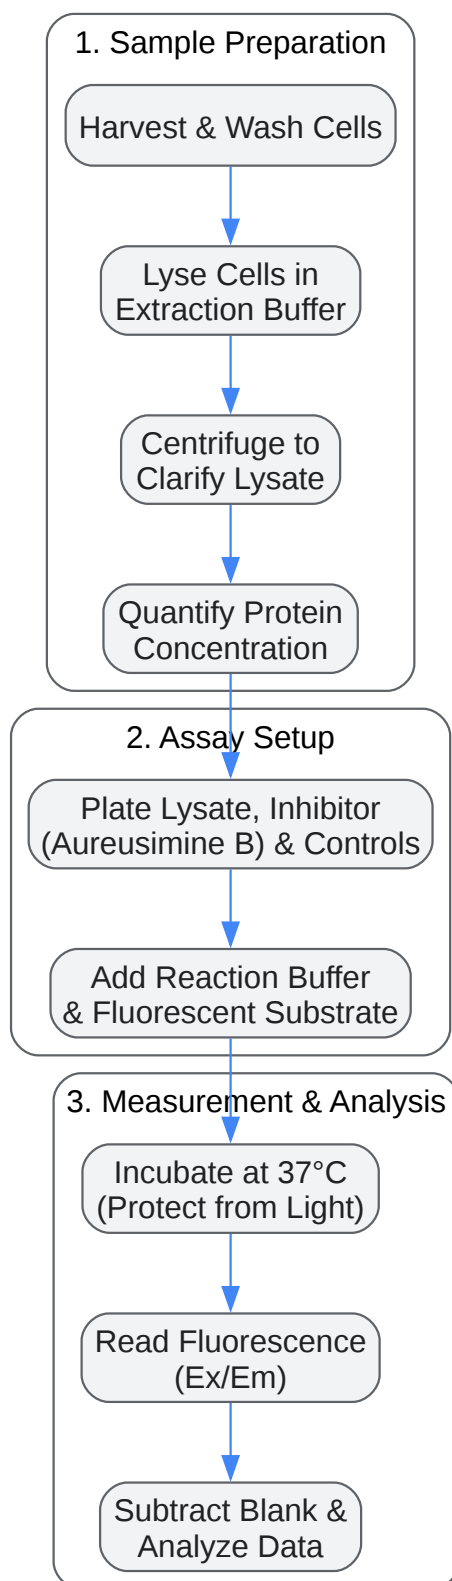 1. Sample Preparation
Harvest & Wash Cells
Lyse Cells in
Extraction Buffer
Centrifuge to
Clarify Lysate
Quantify Protein
Concentration
2. Assay Setup
Plate Lysate, Inhibitor
(Aureusimine B) & Controls
Add Reaction Buffer
& Fluorescent Substrate
3. Measurement & Analysis
Incubate at 37°C
(Protect from Light)
Read Fluorescence
(Ex/Em)
Subtract Blank &
Analyze Data